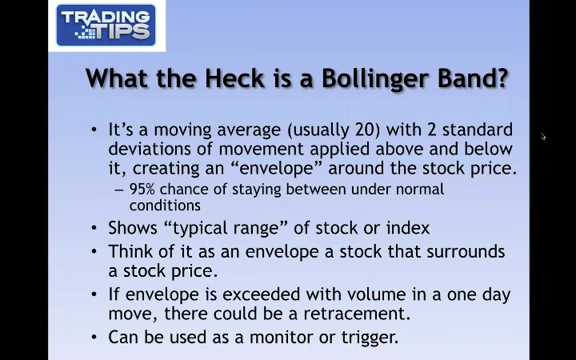 TRADING
TIPS
What the Heck is a Bollinger Band?
• It's a moving average (usually 20) with 2 standard
deviations of movement applied above and below
it, creating an "envelope" around the stock price.
– 95% chance of staying between under normal
conditions
• Shows "typical range" of stock or index
• Think of it as an envelope a stock that surrounds
a stock price.
• If envelope is exceeded with volume in a one day
move, there could be a retracement.
• Can be used as a monitor or trigger.